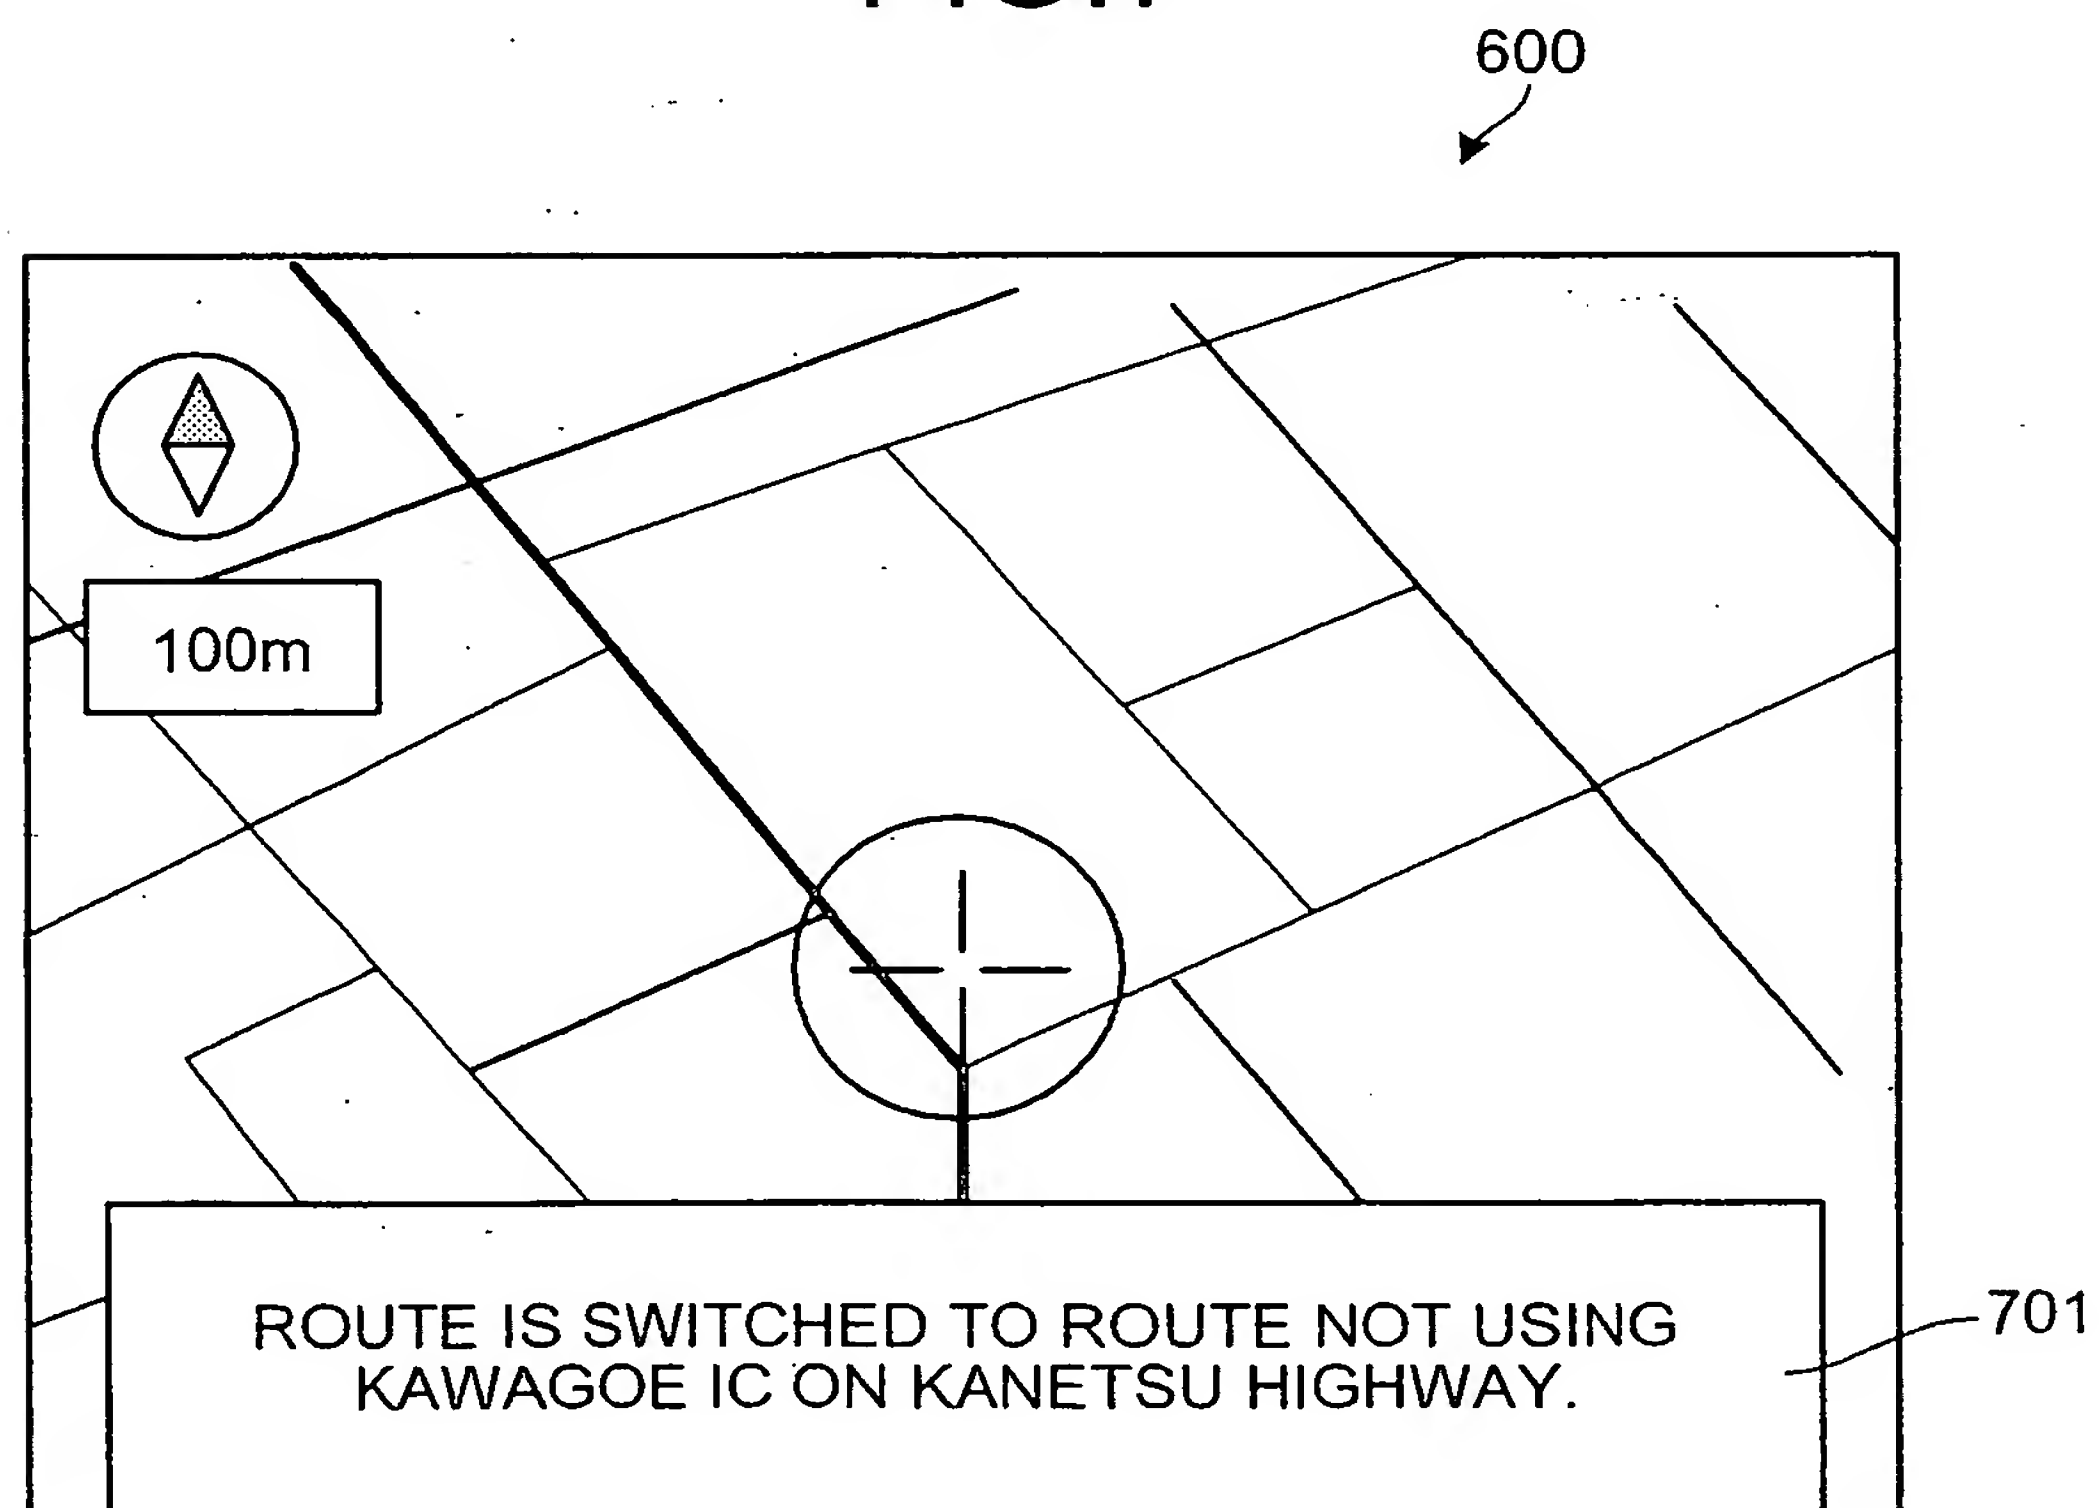 600
100m
ROUTE IS SWITCHED TO ROUTE NOT USING
KAWAGOE IC ON KANETSU HIGHWAY.
701